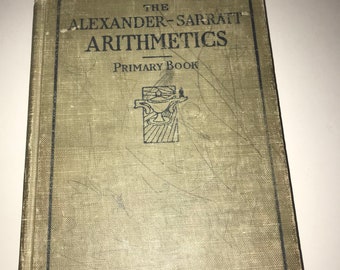 THE
ALEXANDER-SARRATT
ARITHMETICS
PRIMARY BOOK